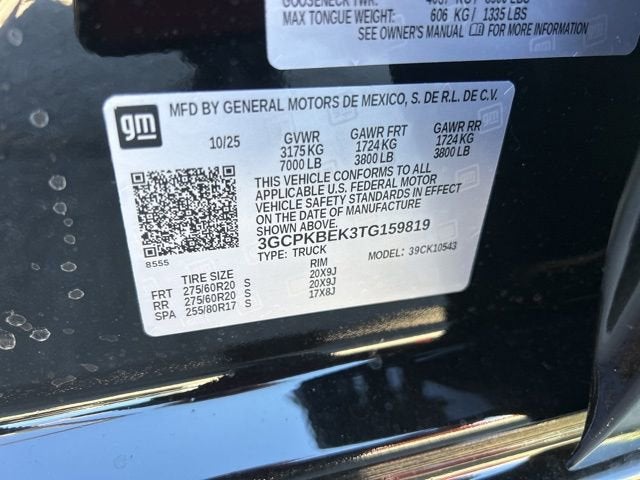 MAX TONGUE WEIGHT: 606 KG / 1335 LBS
SEE OWNER'S MANUAL FOR MORE INFORMATION
gm
MFD BY GENERAL MOTORS DE MEXICO, S. DE R.L. DE C.V.
10/25 GVWR GAWR FRT GAWR RR
3175 KG 1724 KG 1724 KG
7000 LB 3800 LB 3800 LB
THIS VEHICLE CONFORMS TO ALL
APPLICABLE U.S. FEDERAL MOTOR
VEHICLE SAFETY STANDARDS IN EFFECT
ON THE DATE OF MANUFACTURE
SHOWN ABOVE.
3GCPKBEK3TG159819
8555 TYPE: TRUCK MODEL: 39CK10543
TIRE SIZE RIM
FRT 275/60R20 S 20X9J
RR 275/60R20 S 20X9J
SPA 255/80R17 S 17X8J